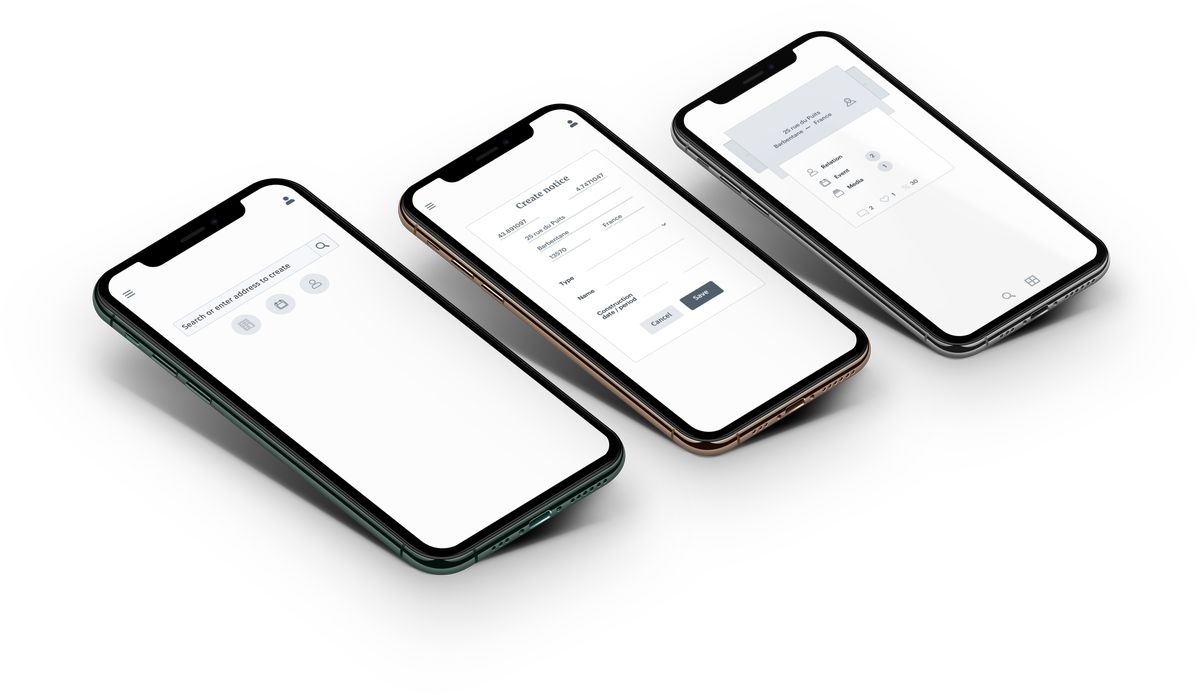 Search or enter address to create
Create notice
43.891097
4.7471047
25 rue du Puits
Barbentane
France
13570
Type
Name
Construction
date / period
Cancel
Save
25 rue du Puits
Barbentane — France
Relation
2
Event
1
Media
2
1
30